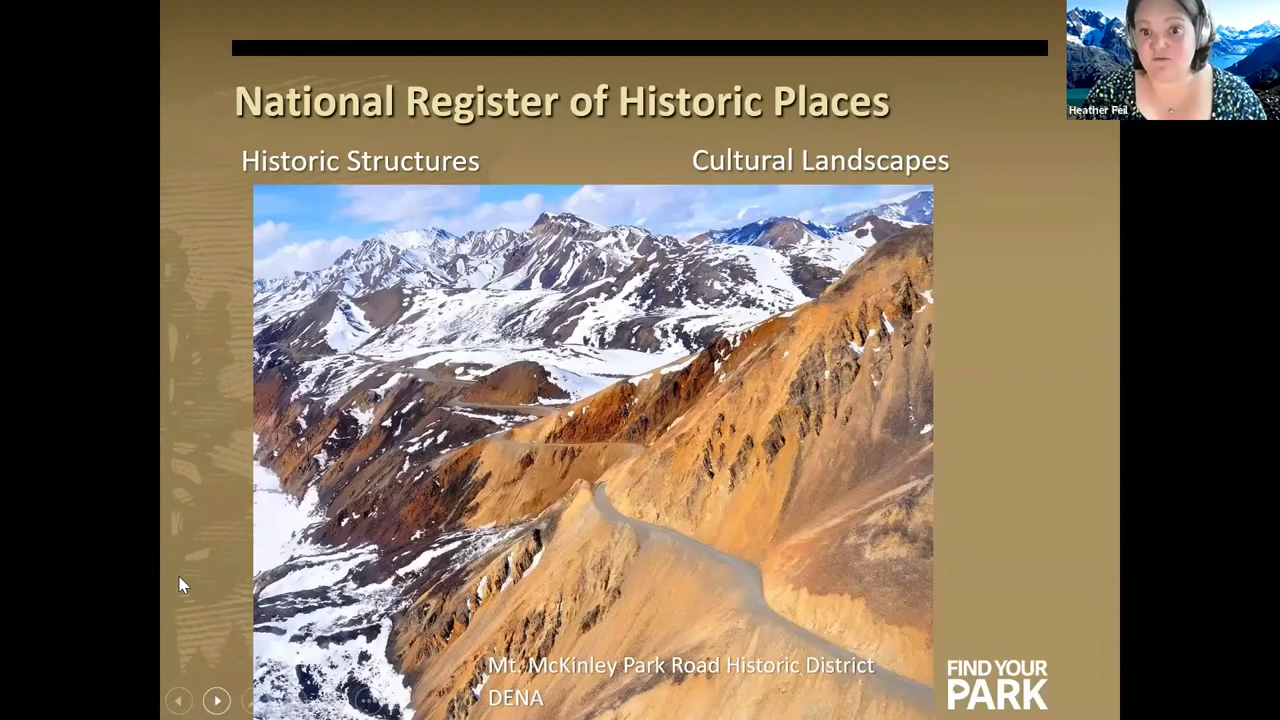 National Register of Historic Places
Historic Structures
Cultural Landscapes
Heather Feil
Mt. McKinley Park Road Historic District
DENA
FIND YOUR
PARK